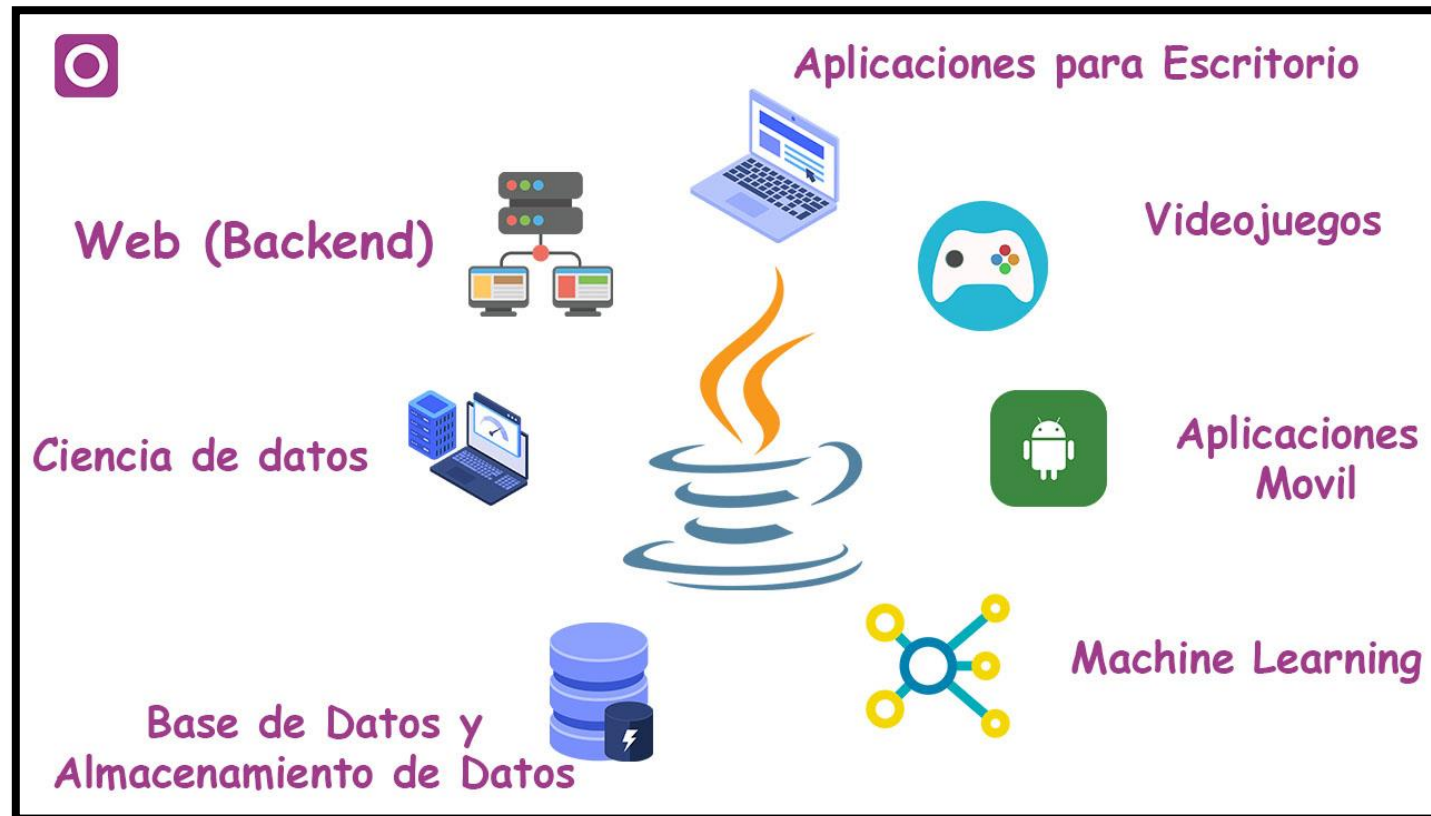 Aplicaciones para Escritorio
Web (Backend)
Videojuegos
Ciencia de datos
Aplicaciones
Movil
Machine Learning
Base de Datos y
Almacenamiento de Datos